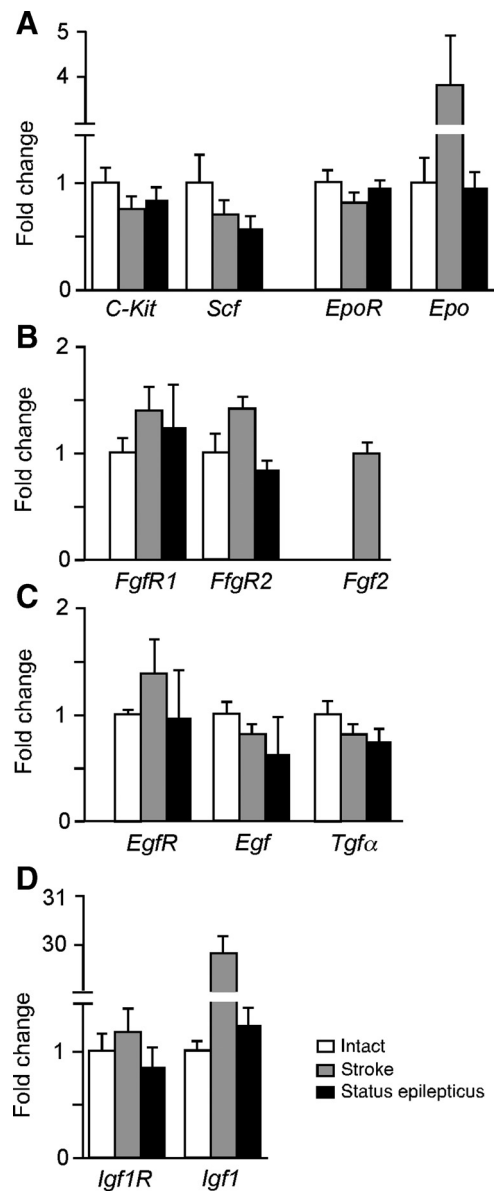 A
5
4
1
0
Fold change
C-Kit Scf EpoR Epo
B
2
1
0
Fold change
FgfR1 FfgR2 Fgf2
C
2
1
0
Fold change
EgfR Egf Tgfα
D
31
30
1
0
Fold change
Igf1R Igf1
Intact
Stroke
Status epilepticus